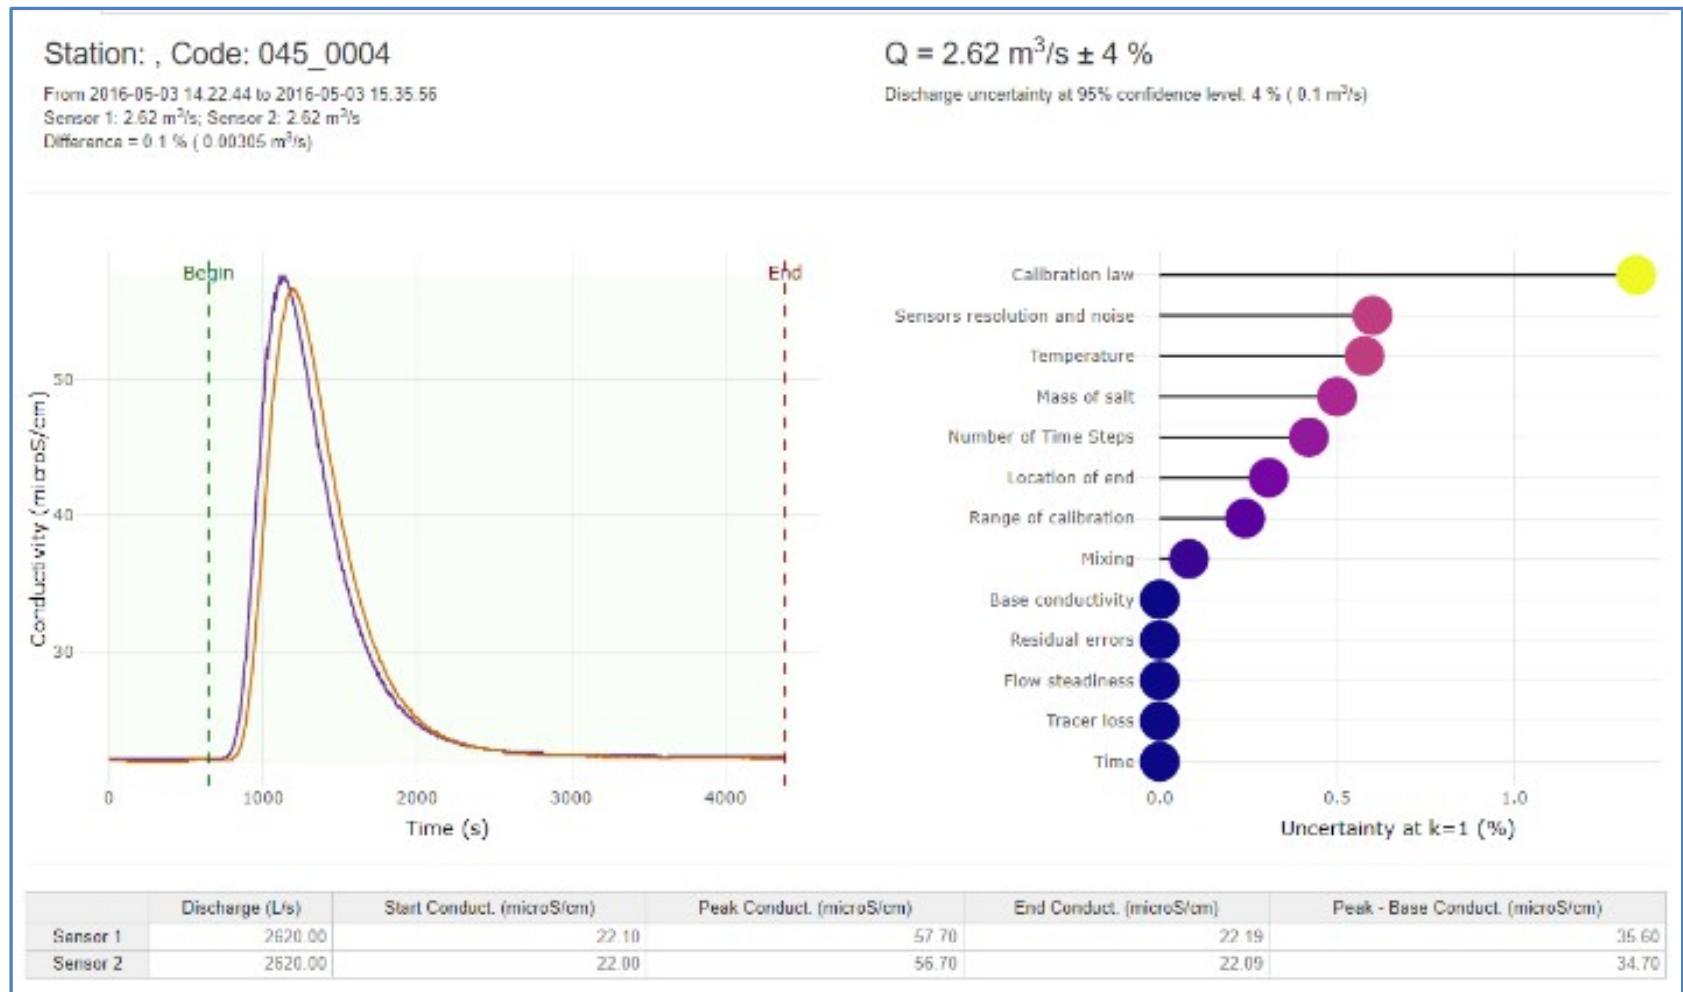 Station: , Code: 045_0004
From 2016-05-03 14.22.44 to 2016-05-03 15.35.56
Sensor 1: 2.62 m³/s; Sensor 2: 2.62 m³/s
Difference = 0.1 % ( 0.00305 m³/s)
Q = 2.62 m³/s ± 4 %
Discharge uncertainty at 95% confidence level. 4 % ( 0.1 m³/s)
Begin
End
50
40
30
Conductivity (microS/cm)
0 1000 2000 3000 4000
Time (s)
Calibration law
Sensors resolution and noise
Temperature
Mass of salt
Number of Time Steps
Location of end
Range of calibration
Mixing
Base conductivity
Residual errors
Flow steadiness
Tracer loss
Time
0.0 0.5 1.0
Uncertainty at k=1 (%)
Discharge (L/s) Start Conduct. (microS/cm) Peak Conduct. (microS/cm) End Conduct. (microS/cm) Peak - Base Conduct. (microS/cm)
Sensor 1 2620.00 22.10 57.70 22.19 35.60
Sensor 2 2620.00 22.00 56.70 22.09 34.70